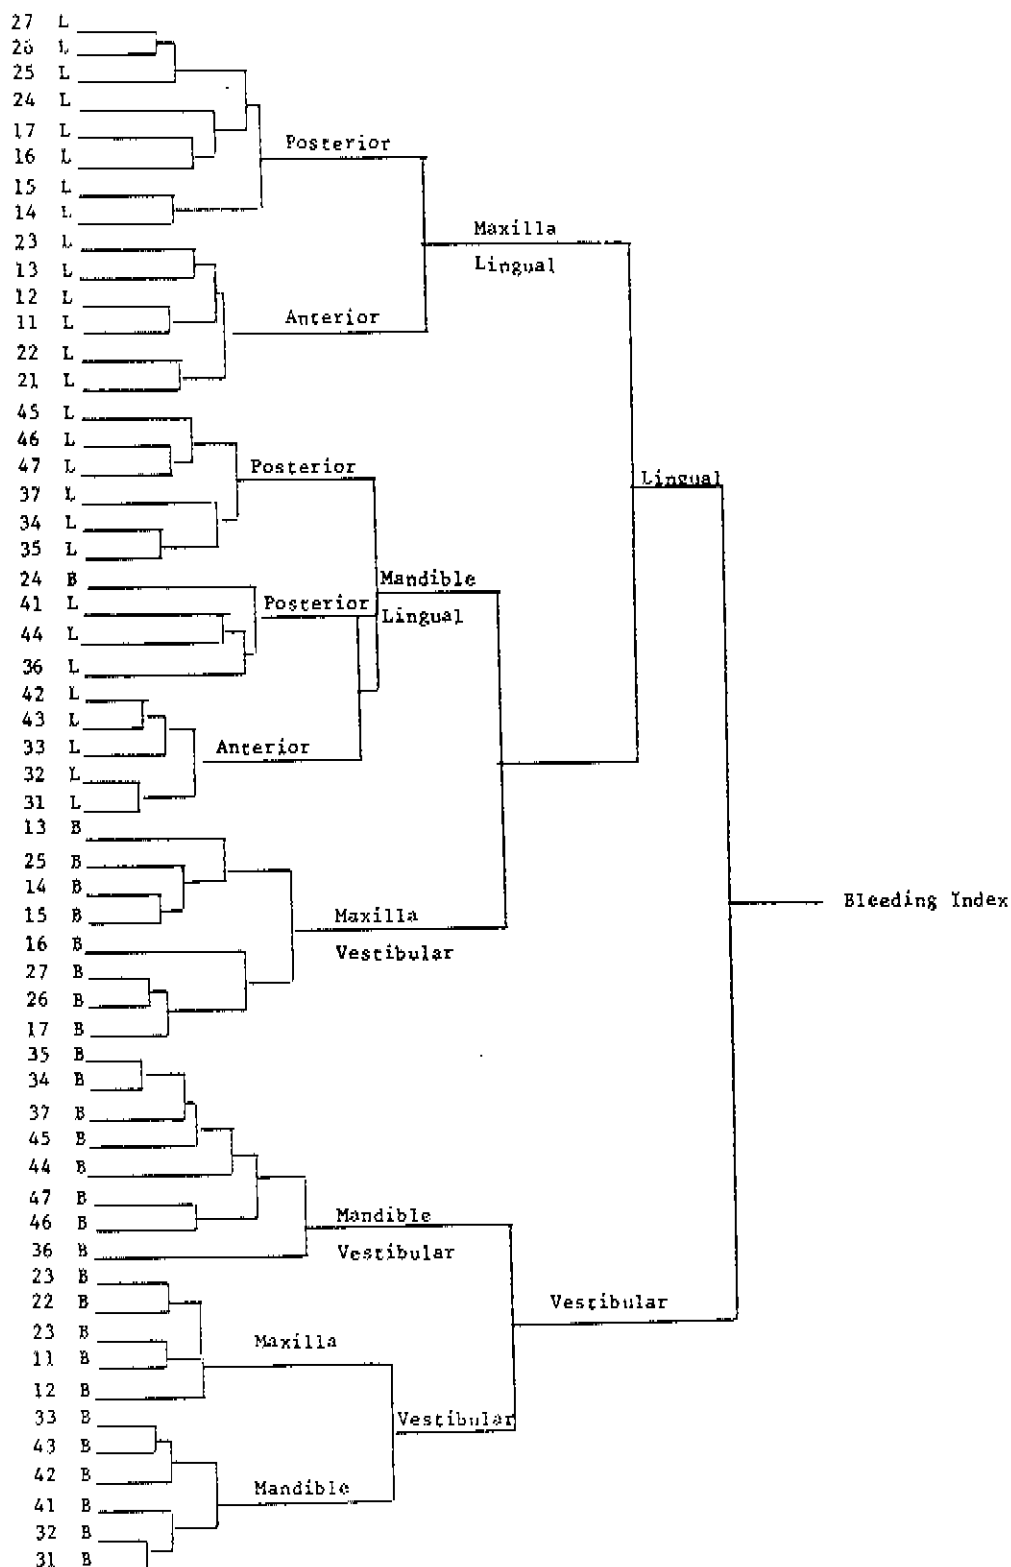 27 L
26 L
25 L
24 L
17 L
16 L
Posterior
15 L
14 L
Maxilla
23 L
Lingual
13 L
12 L
11 L
Anterior
22 L
21 L
45 L
46 L
47 L
Posterior
Lingual
37 L
34 L
35 L
24 B
Mandible
41 L
Posterior
Lingual
44 L
36 L
42 L
43 L
33 L
Anterior
32 L
31 L
13 B
25 B
14 B
15 B
Maxilla
Bleeding Index
16 B
Vestibular
27 B
26 B
17 B
35 B
34 B
37 B
45 B
44 B
47 B
46 B
Mandible
36 B
Vestibular
23 B
22 B
Vestibular
23 B
11 B
Maxilla
12 B
33 B
Vestibular
43 B
42 B
Mandible
41 B
32 B
31 B